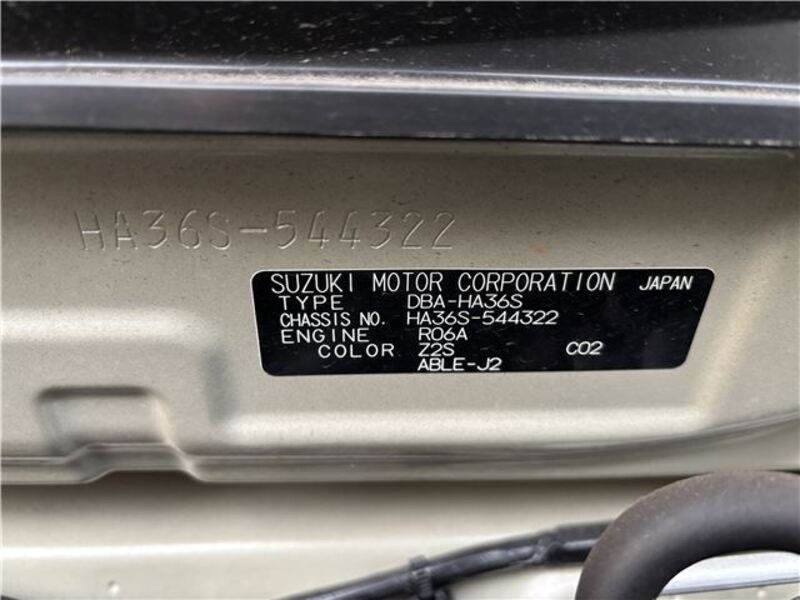 HA36S-544322
SUZUKI MOTOR CORPORATION JAPAN
TYPE DBA-HA36S
CHASSIS NO. HA36S-544322
ENGINE R06A
COLOR Z2S C02
ABLE-J2